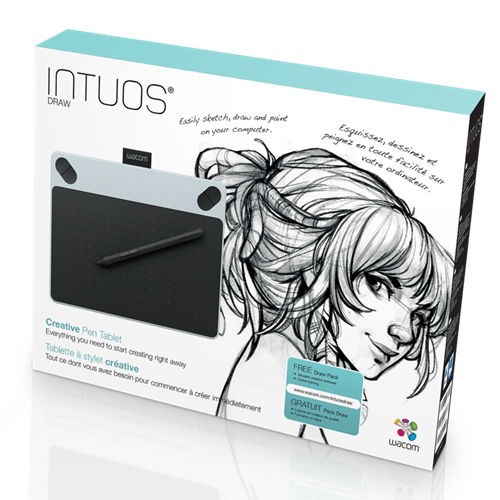 INTUOS®
DRAW
Easily sketch, draw and paint
on your computer.
Esquissez, dessinez et
peignez en toute facilité sur
votre ordinateur.
wacom
Creative Pen Tablet
Everything you need to start creating right away
Tablette à stylet créative
Tout ce dont vous avez besoin pour commencer à créer immédiatement
FREE Draw Pack
www.wacom.com/intuosdraw
GRATUIT Pack Draw
wacom